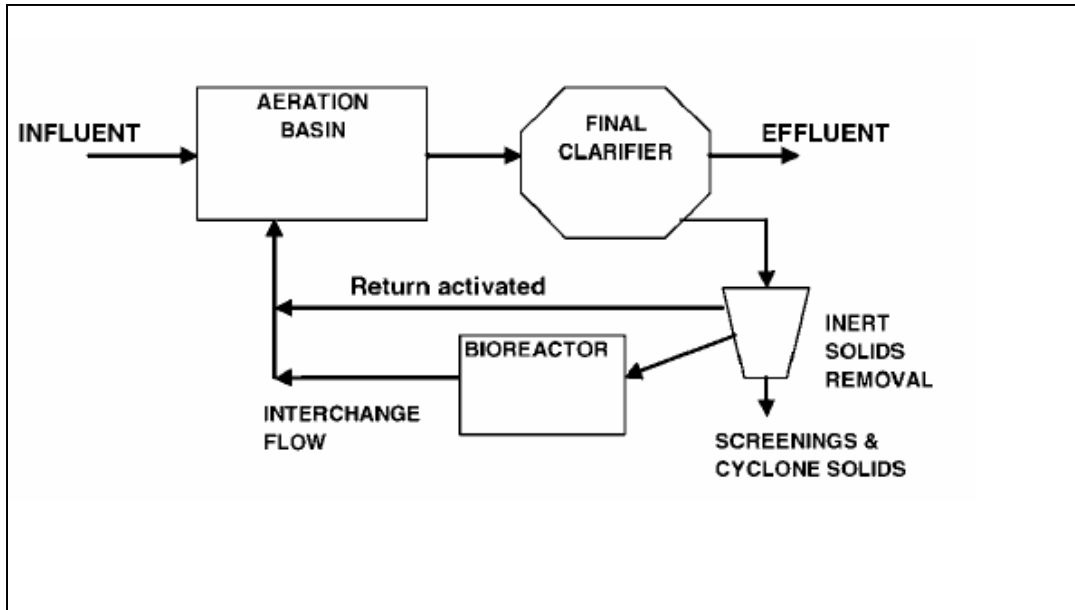 INFLUENT
AERATION
BASIN
FINAL
CLARIFIER
EFFLUENT
Return activated
BIOREACTOR
INERT
SOLIDS
REMOVAL
INTERCHANGE
FLOW
SCREENINGS &
CYCLONE SOLIDS